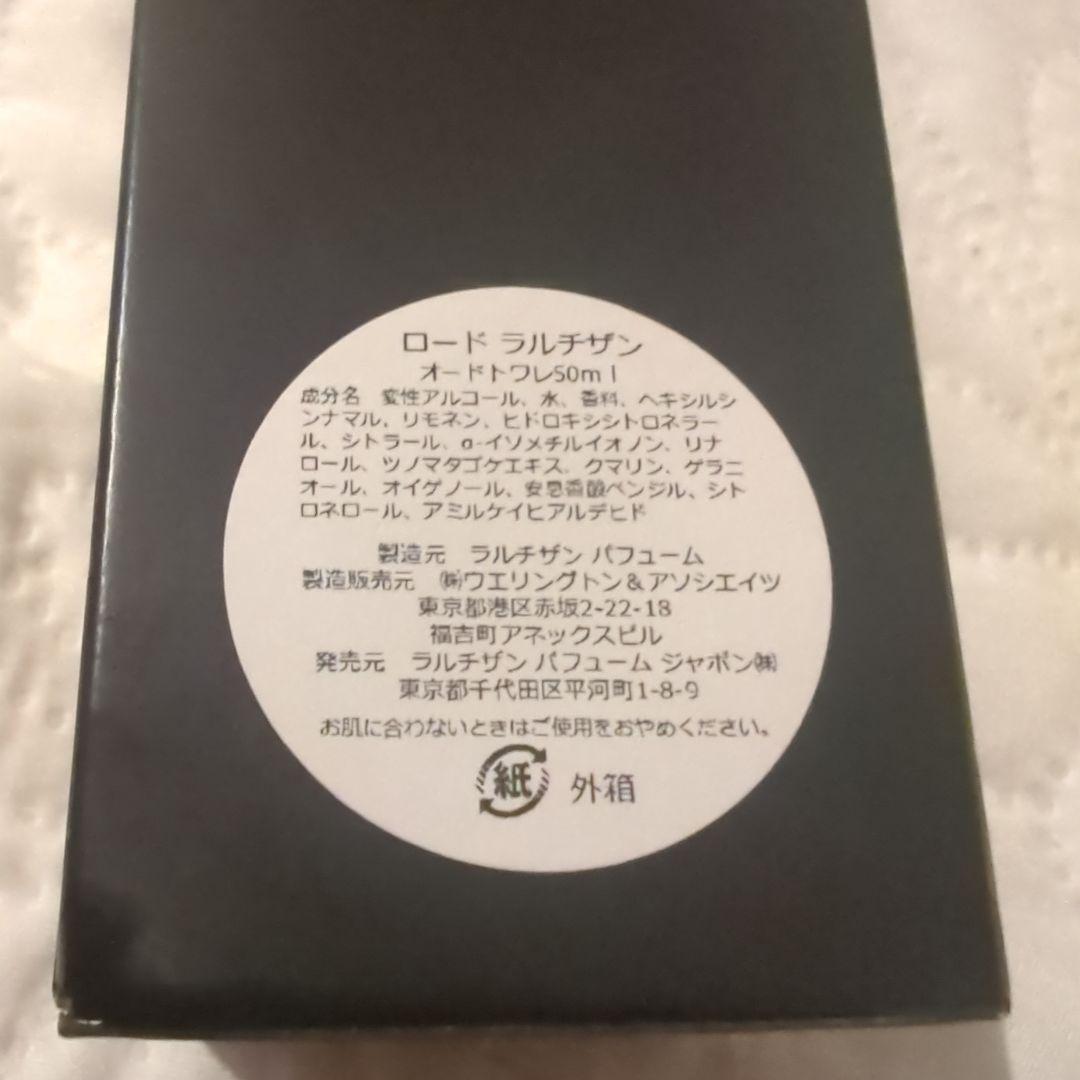 ロード ラルチザン
オードトワレ50ml
成分名 変性アルコール、水、香料、ヘキシルシ
ンナマル、リモネン、ヒドロキシシトロネラー
ル、シトラール、α-イソメチルイオノン、リナ
ロール、ツノマタゴケエキス、クマリン、ゲラニ
オール、オイゲノール、安息香酸ベンジル、シト
ロネロール、アミルケイヒアルデヒド
製造元 ラルチザン パフューム
製造販売元 ㈱ウエリングトン&アソシエイツ
東京都港区赤坂2-22-18
福吉町アネックスビル
発売元 ラルチザン パフューム ジャポン㈱
東京都千代田区平河町1-8-9
お肌に合わないときはご使用をおやめください。
紙 外箱